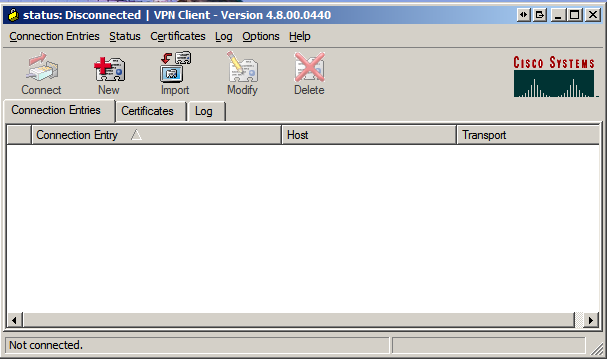 status: Disconnected | VPN Client - Version 4.8.00.0440
Connection Entries Status Certificates Log Options Help
Connect New Import Modify Delete
CISCO SYSTEMS
Connection Entries Certificates Log
Connection Entry Host Transport
Not connected.